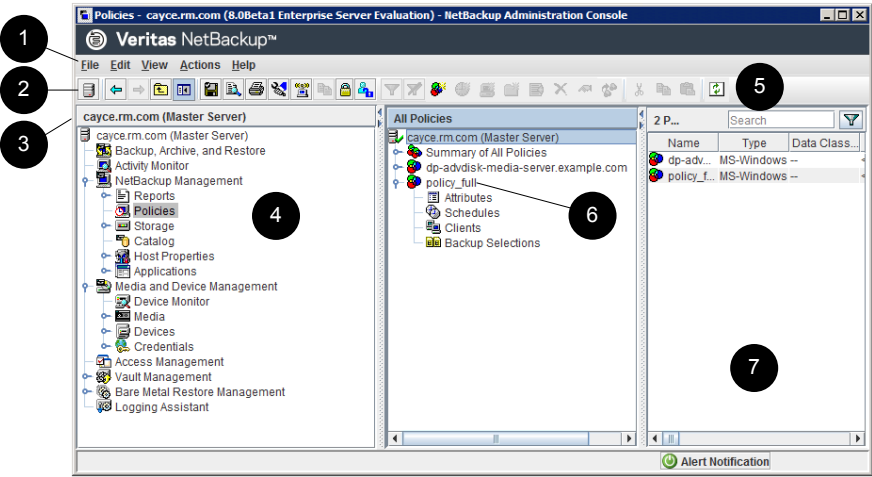 Policies - cayce.rm.com (8.0Beta1 Enterprise Server Evaluation) - NetBackup Administration Console
Veritas NetBackup™
1
File Edit View Actions Help
2
3
cayce.rm.com (Master Server)
cayce.rm.com (Master Server)
Backup, Archive, and Restore
Activity Monitor
NetBackup Management
Reports
Policies
Storage
Catalog
Host Properties
Applications
Media and Device Management
Device Monitor
Media
Devices
Credentials
Access Management
Vault Management
Bare Metal Restore Management
Logging Assistant
4
All Policies
cayce.rm.com (Master Server)
Summary of All Policies
dp-advdisk-media-server.example.com
policy_full
Attributes
Schedules
Clients
Backup Selections
6
5
2 P... Search
Name Type Data Class...
dp-adv... MS-Windows --
policy_f... MS-Windows --
7
Alert Notification